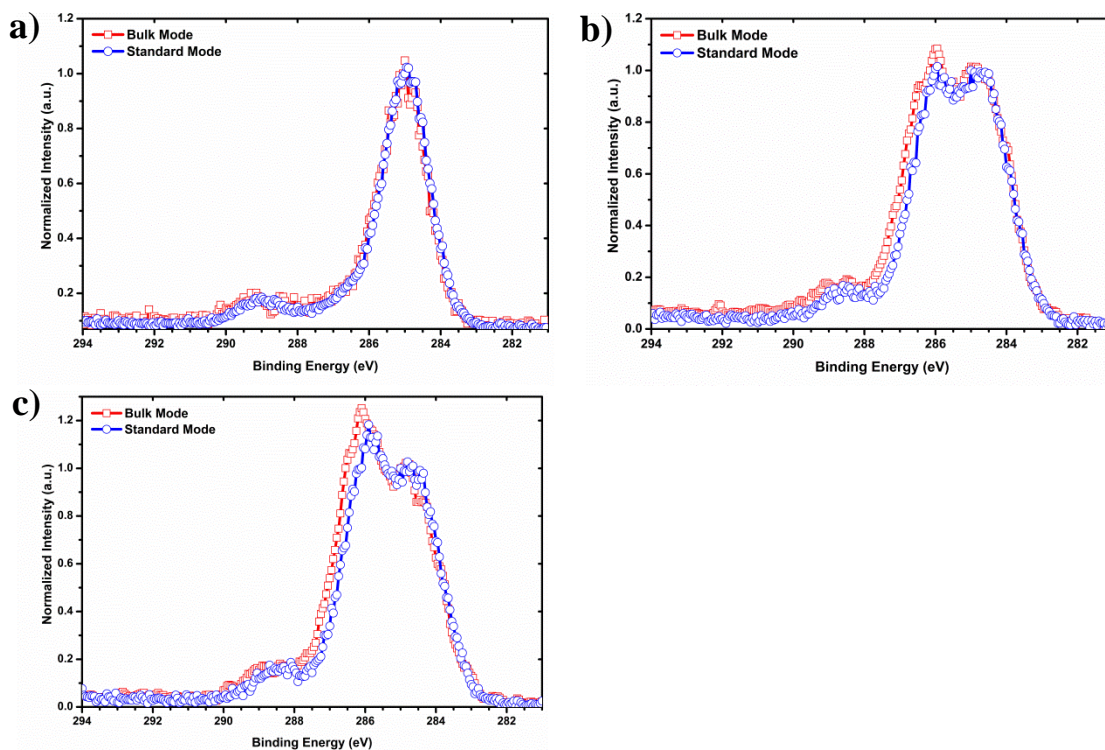 a)
Bulk Mode
Standard Mode
Normalized Intensity (a.u.)
1.0
0.8
0.6
0.4
0.2
294 292 290 288 286 284 282
Binding Energy (eV)
b)
Bulk Mode
Standard Mode
Normalized Intensity (a.u.)
1.0
0.8
0.6
0.4
0.2
0.0
294 292 290 288 286 284 282
Binding Energy (eV)
c)
Bulk Mode
Standard Mode
Normalized Intensity (a.u.)
1.2
1.0
0.8
0.6
0.4
0.2
0.0
294 292 290 288 286 284 282
Binding Energy (eV)